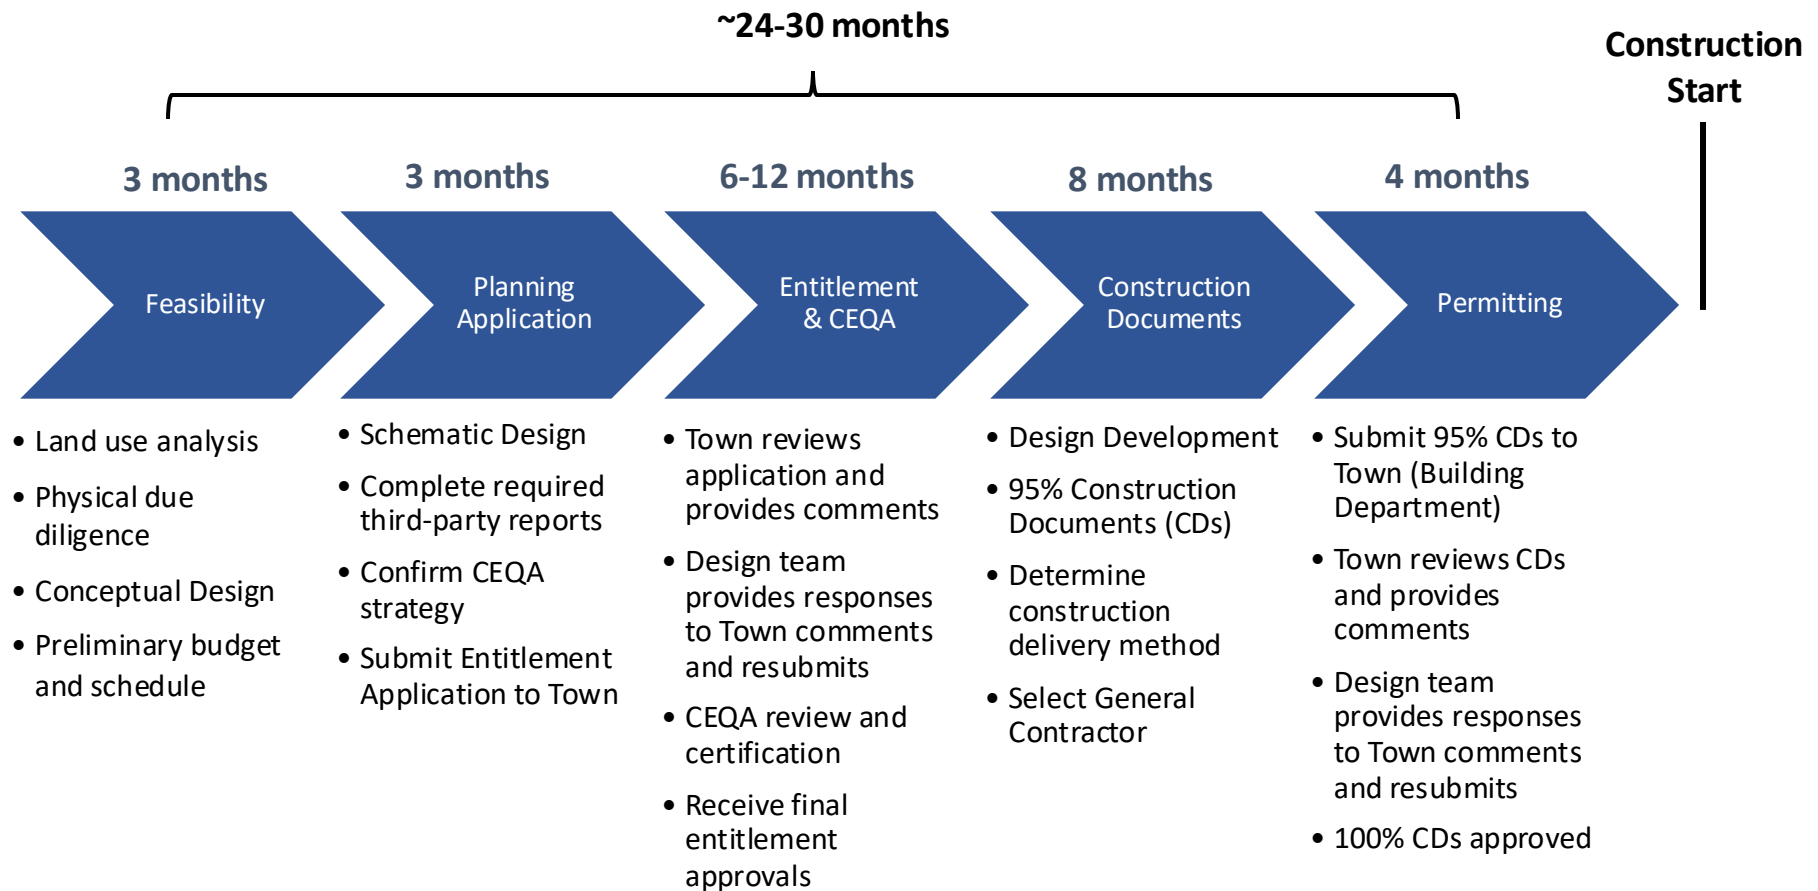 ~24-30 months
Construction
Start
3 months
3 months
6-12 months
8 months
4 months
Feasibility
Planning
Application
Entitlement
& CEQA
Construction
Documents
Permitting
• Land use analysis
• Physical due
diligence
• Conceptual Design
• Preliminary budget
and schedule
• Schematic Design
• Complete required
third-party reports
• Confirm CEQA
strategy
• Submit Entitlement
Application to Town
• Town reviews
application and
provides comments
• Design team
provides responses
to Town comments
and resubmits
• CEQA review and
certification
• Receive final
entitlement
approvals
• Design Development
• 95% Construction
Documents (CDs)
• Determine
construction
delivery method
• Select General
Contractor
• Submit 95% CDs to
Town (Building
Department)
• Town reviews CDs
and provides
comments
• Design team
provides responses
to Town comments
and resubmits
• 100% CDs approved